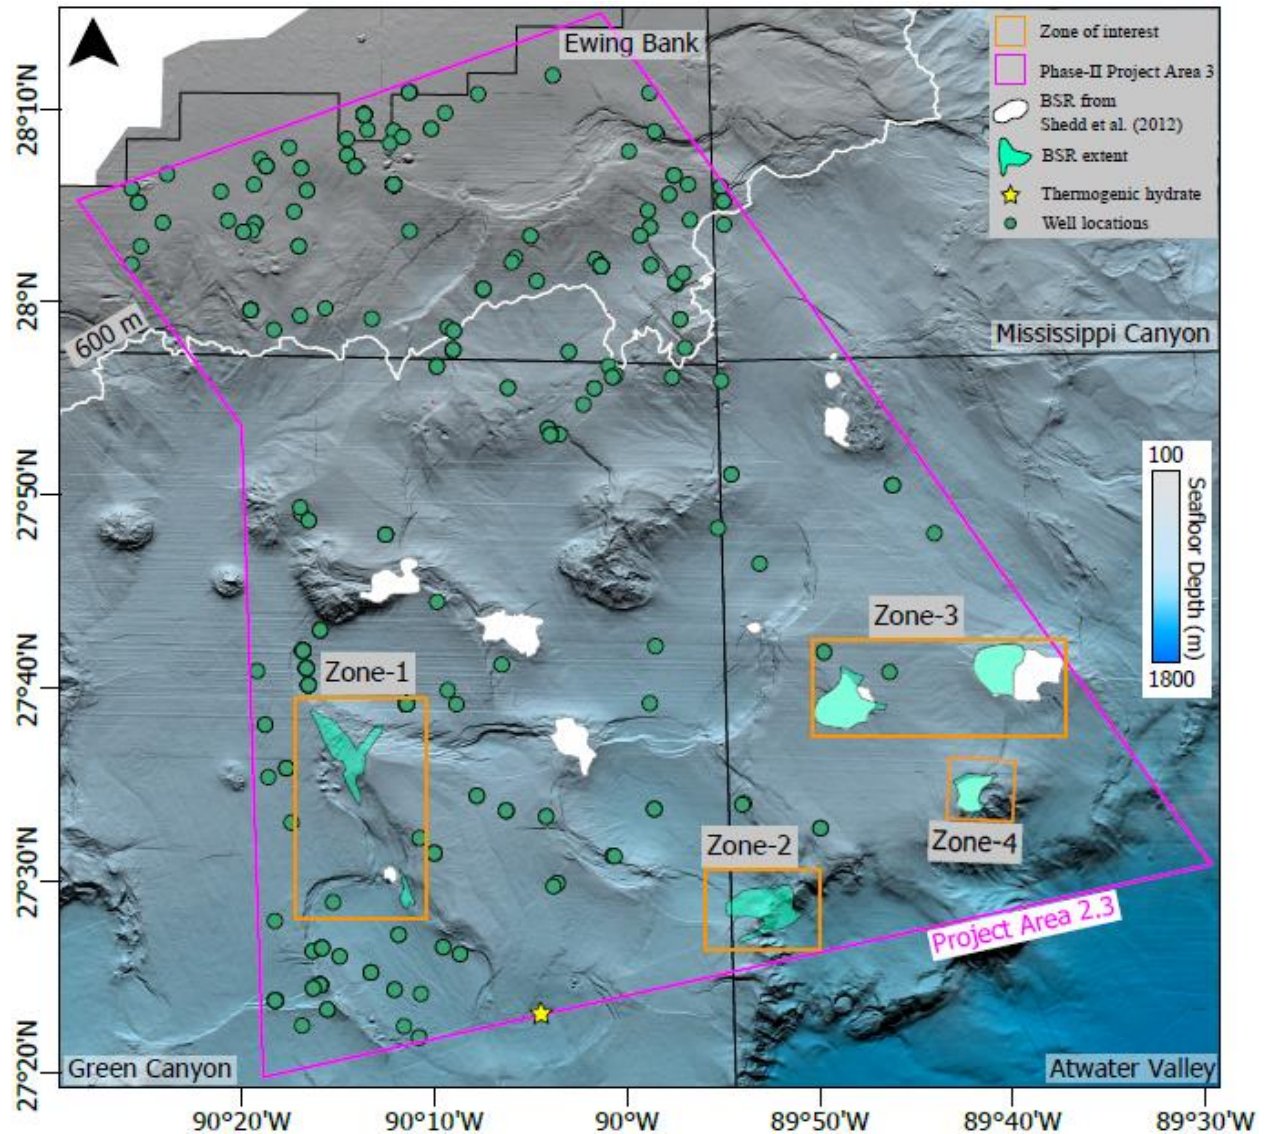 Ewing Bank
Zone of interest
Phase-II Project Area 3
BSR from
Shedd et al. (2012)
BSR extent
Thermogenic hydrate
Well locations
28°10'N
28°N
600 m
Mississippi Canyon
27°50'N
100
Seafloor Depth (m)
1800
Zone-3
27°40'N
Zone-1
Zone-2
Zone-4
27°30'N
Project Area 2.3
27°20'N
Green Canyon
Atwater Valley
90°20'W
90°10'W
90°0'W
89°50'W
89°40'W
89°30'W